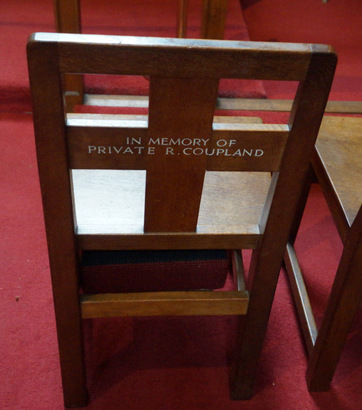 IN MEMORY OF
PRIVATE R. COUPLAND